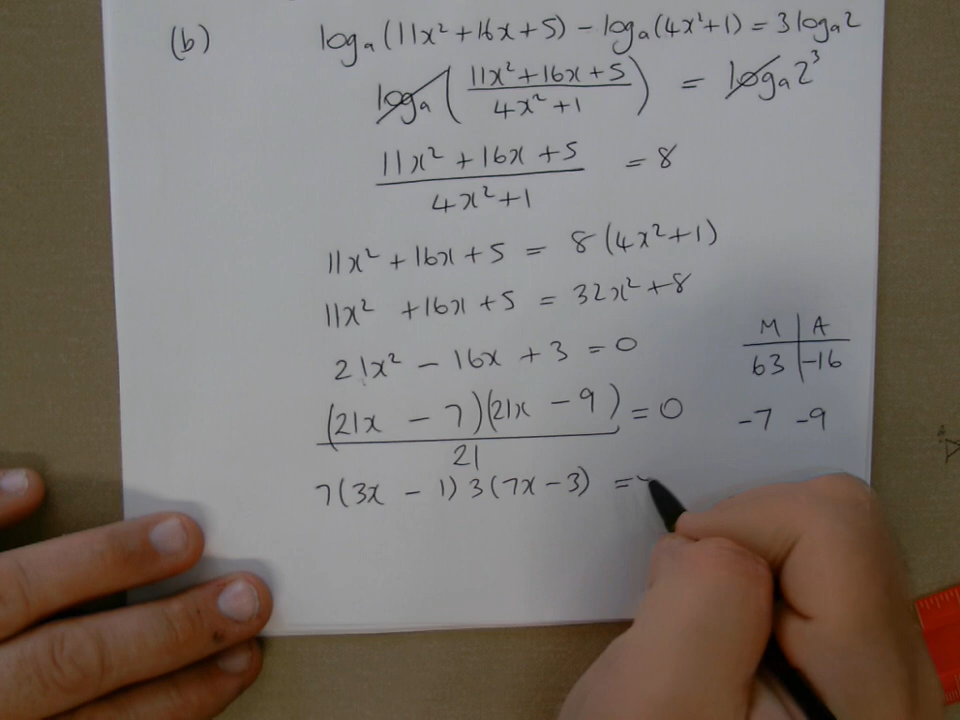 (b) logₐ(11x²+16x+5) − logₐ(4x²+1) = 3logₐ2
logₐ( (11x²+16x+5)/(4x²+1) ) = logₐ2³
(11x²+16x+5)/(4x²+1) = 8
11x²+16x+5 = 8(4x²+1)
11x² +16x+5 = 32x²+8
M | A
21x² − 16x + 3 = 0
63 | -16
(21x − 7)(21x − 9)/21 = 0
-7 -9
7(3x − 1)3(7x−3) =